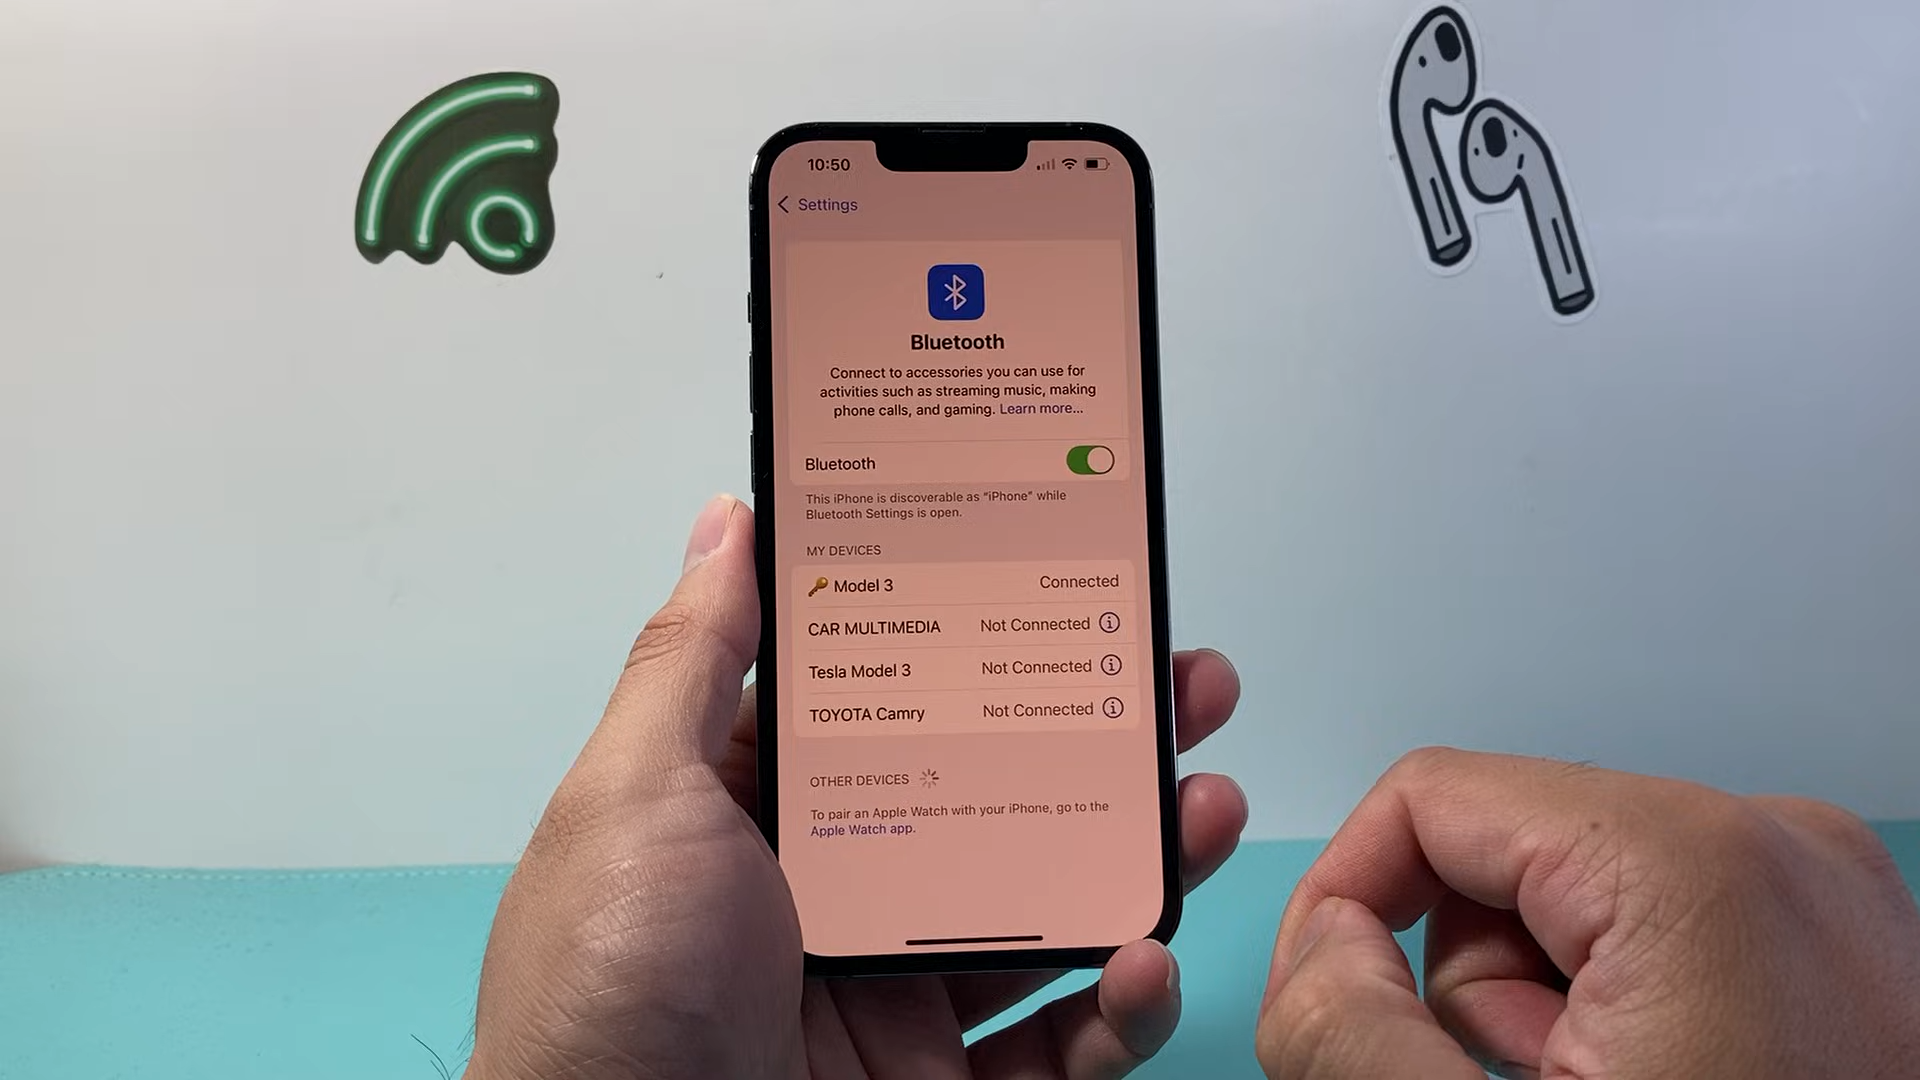 10:50
Settings
Bluetooth
Connect to accessories you can use for
activities such as streaming music, making
phone calls, and gaming. Learn more...
Bluetooth
This iPhone is discoverable as “iPhone” while
Bluetooth Settings is open.
MY DEVICES
🔑 Model 3 Connected
CAR MULTIMEDIA Not Connected
Tesla Model 3 Not Connected
TOYOTA Camry Not Connected
OTHER DEVICES
To pair an Apple Watch with your iPhone, go to the
Apple Watch app.